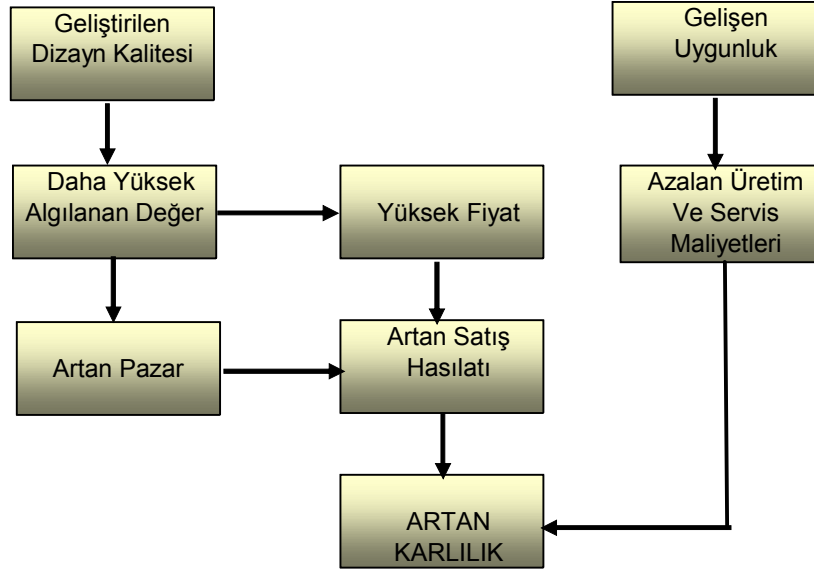 Geliştirilen
Dizayn Kalitesi
Gelişen
Uygunluk
Daha Yüksek
Algılanan Değer
Yüksek Fiyat
Azalan Üretim
Ve Servis
Maliyetleri
Artan Pazar
Artan Satış
Hasılatı
ARTAN
KARLILIK